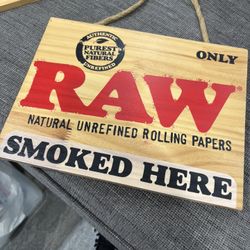 AUTHENTIC
PUREST
NATURAL
FIBERS
UNREFINED
ONLY
RAW
NATURAL UNREFINED ROLLING PAPERS
SMOKED HERE